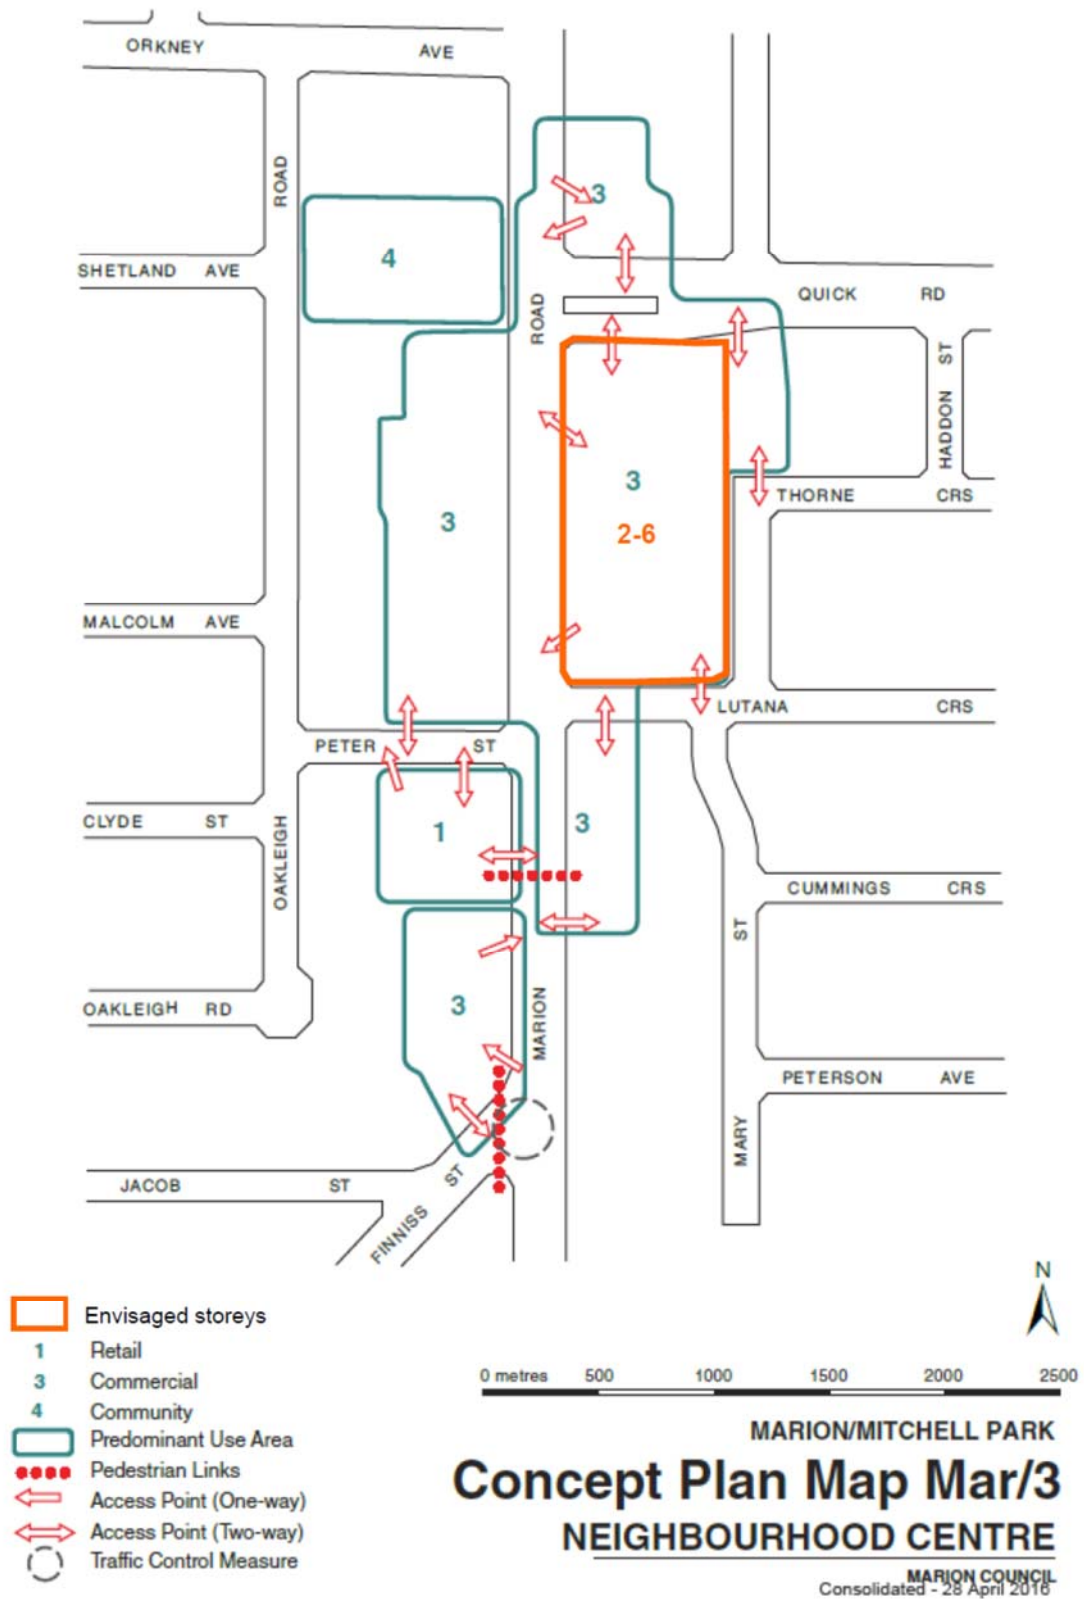 ORKNEY AVE
ROAD
3
4
SHETLAND AVE
QUICK RD
ROAD
HADDON ST
3
2-6
3
THORNE CRS
MALCOLM AVE
LUTANA CRS
PETER ST
CLYDE ST
1
3
OAKLEIGH
CUMMINGS CRS
ST
OAKLEIGH RD
3
MARION
PETERSON AVE
MARY
JACOB ST
ST
FINNISS
N
Envisaged storeys
1 Retail
3 Commercial
4 Community
Predominant Use Area
Pedestrian Links
Access Point (One-way)
Access Point (Two-way)
Traffic Control Measure
0 metres 500 1000 1500 2000 2500
MARION/MITCHELL PARK
Concept Plan Map Mar/3
NEIGHBOURHOOD CENTRE
MARION COUNCIL
Consolidated - 28 April 2016